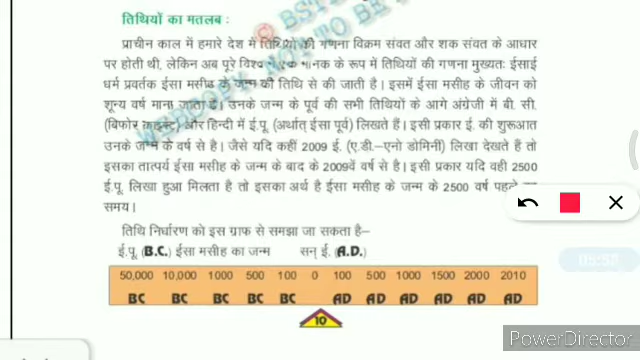 तिथियों का मतलब :
प्राचीन काल में हमारे देश में तिथियों की गणना विक्रम संवत और शक संवत के आधार
पर होती थी, लेकिन अब पूरे विश्व में एक मानक के रूप में तिथियों की गणना मुख्यतः ईसाई
धर्म प्रवर्तक ईसा मसीह के जन्म की तिथि से की जाती है। इसमें ईसा मसीह के जीवन को
शून्य वर्ष माना जाता है। उनके जन्म के पूर्व की सभी तिथियों के आगे अंग्रेजी में बी. सी.
(बिफोर क्राइस्ट) और हिन्दी में ई.पू. (अर्थात् ईसा पूर्व) लिखते हैं। इसी प्रकार ई. की शुरूआत
उनके जन्म के वर्ष से है। जैसे यदि कहीं 2009 ई. (ए.डी.–एनो डोमिनी) लिखा देखते हैं तो
इसका तात्पर्य ईसा मसीह के जन्म के बाद के 2009वें वर्ष से है। इसी प्रकार यदि वही 2500
ई.पू. लिखा हुआ मिलता है तो इसका अर्थ है ईसा मसीह के जन्म के 2500 वर्ष पहले का
समय।
तिथि निर्धारण को इस ग्राफ से समझा जा सकता है–
ई.पू. (B.C.) ईसा मसीह का जन्म सन् ई. (A.D.)
50,000 10,000 1000 500 100 0 100 500 1000 1500 2000 2010
BC BC BC BC BC AD AD AD AD AD AD
10
PowerDirector